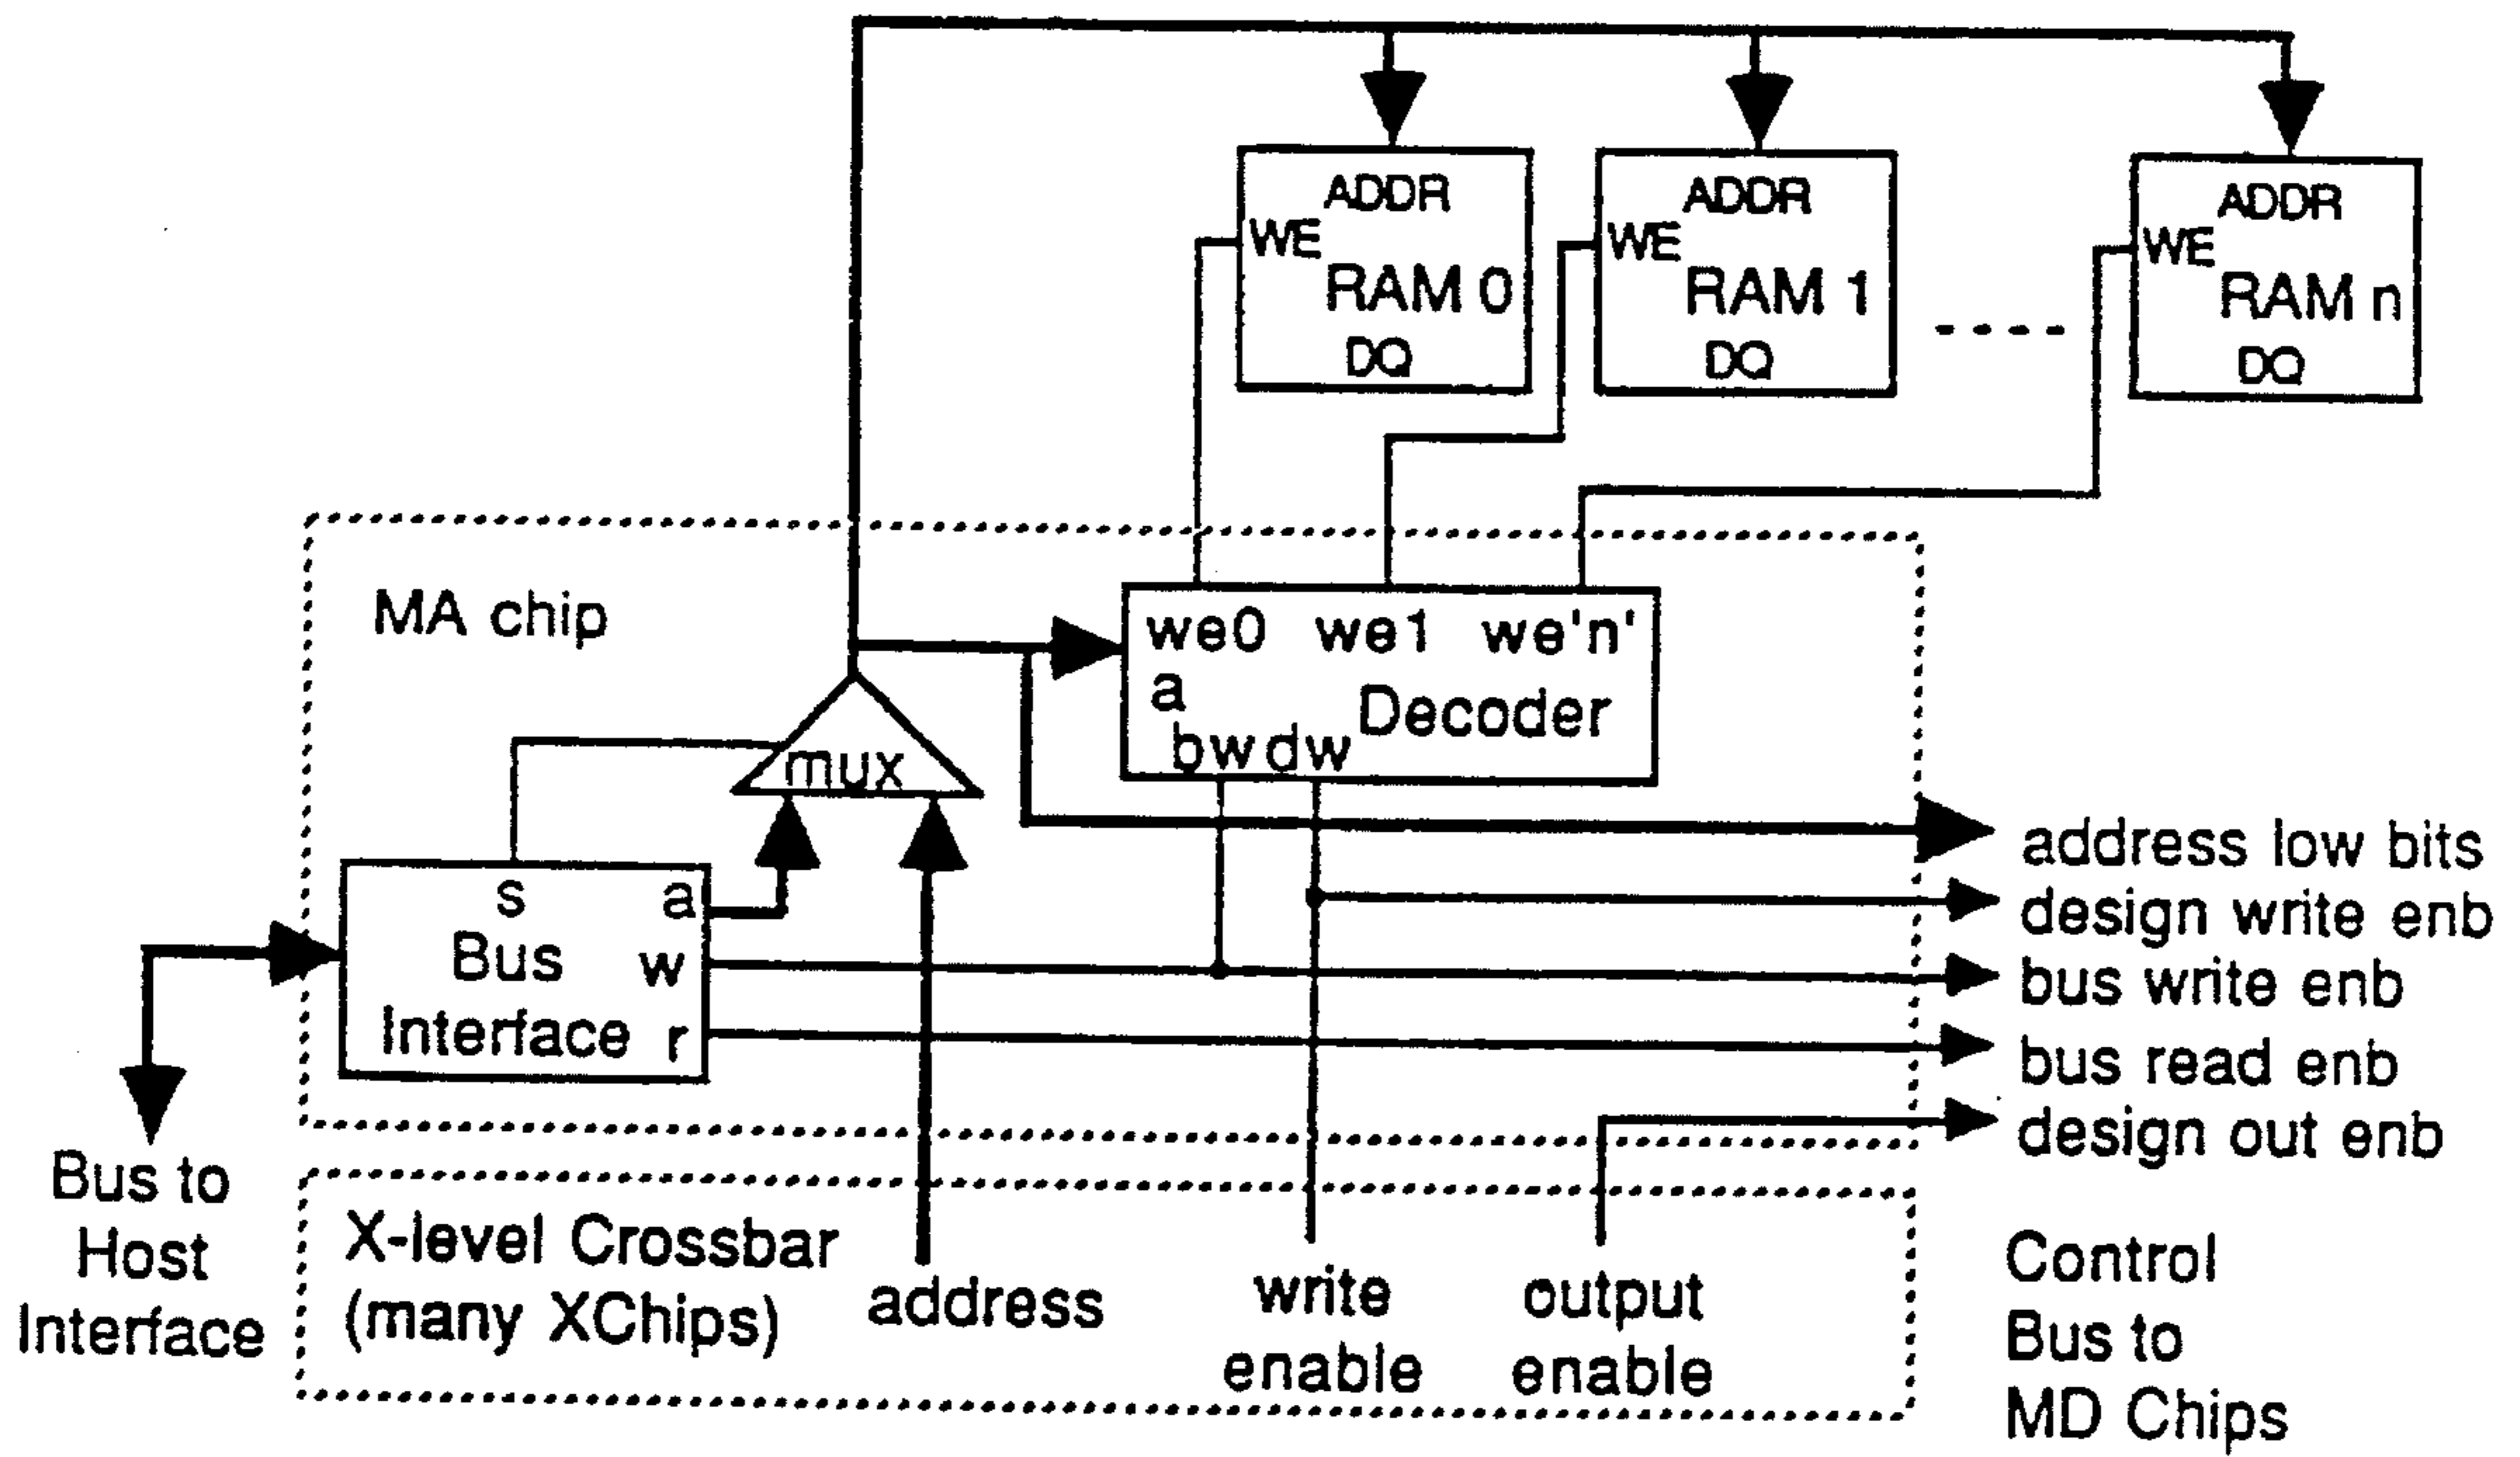 ADDR
WE
RAM 0
DQ
ADDR
WE
RAM 1
DQ
ADDR
WE
RAM n
DQ
MA chip
we0 we1 we'n'
a
Decoder
bw dw
mux
s
a
Bus
w
Interface
r
address low bits
design write enb
bus write enb
bus read enb
design out enb
Bus to
Host
Interface
X-level Crossbar
(many XChips)
address
write
enable
output
enable
Control
Bus to
MD Chips